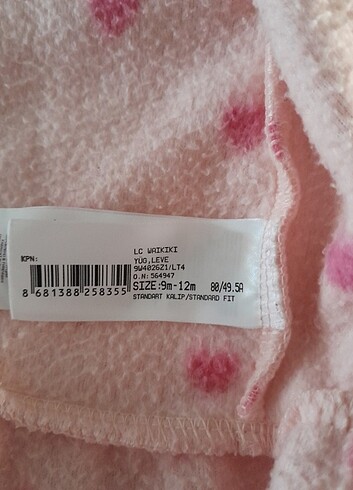 LC WAIKIKI
KPN:
YUG,LEVE
9W4026Z1/LT4
O.N: 564947
8 681388 258355
SIZE:9m-12m 80/49.5A
STANDART KALIP/STANDARD FIT